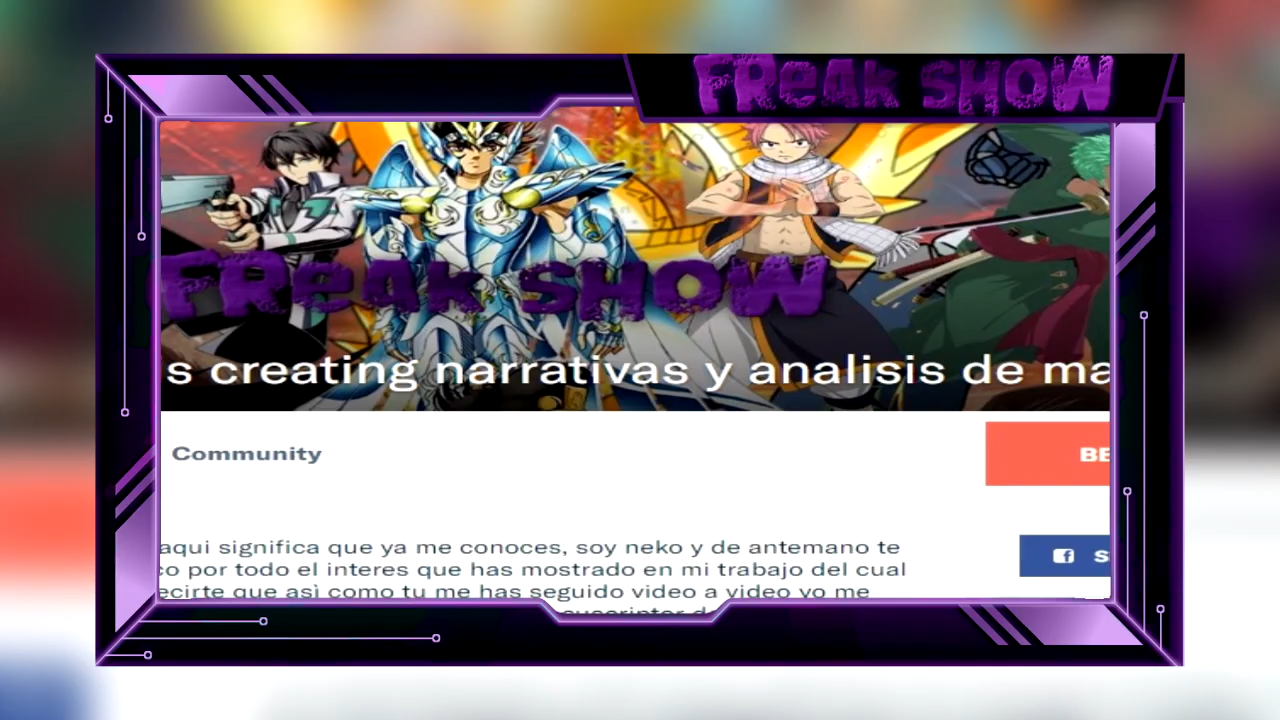 FReak SHOW
FReak SHOW
s creating narrativas y analisis de ma
Community
BE
aqui significa que ya me conoces, soy neko y de antemano te
S
co por todo el interes que has mostrado en mi trabajo del cual
ecirte que asì como tu me has seguido video a video yo me
suscriptor d